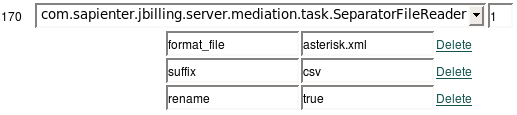 170 com.sapienter.jbilling.server.mediation.task.SeparatorFileReader 1
format_file asterisk.xml Delete
suffix csv Delete
rename true Delete